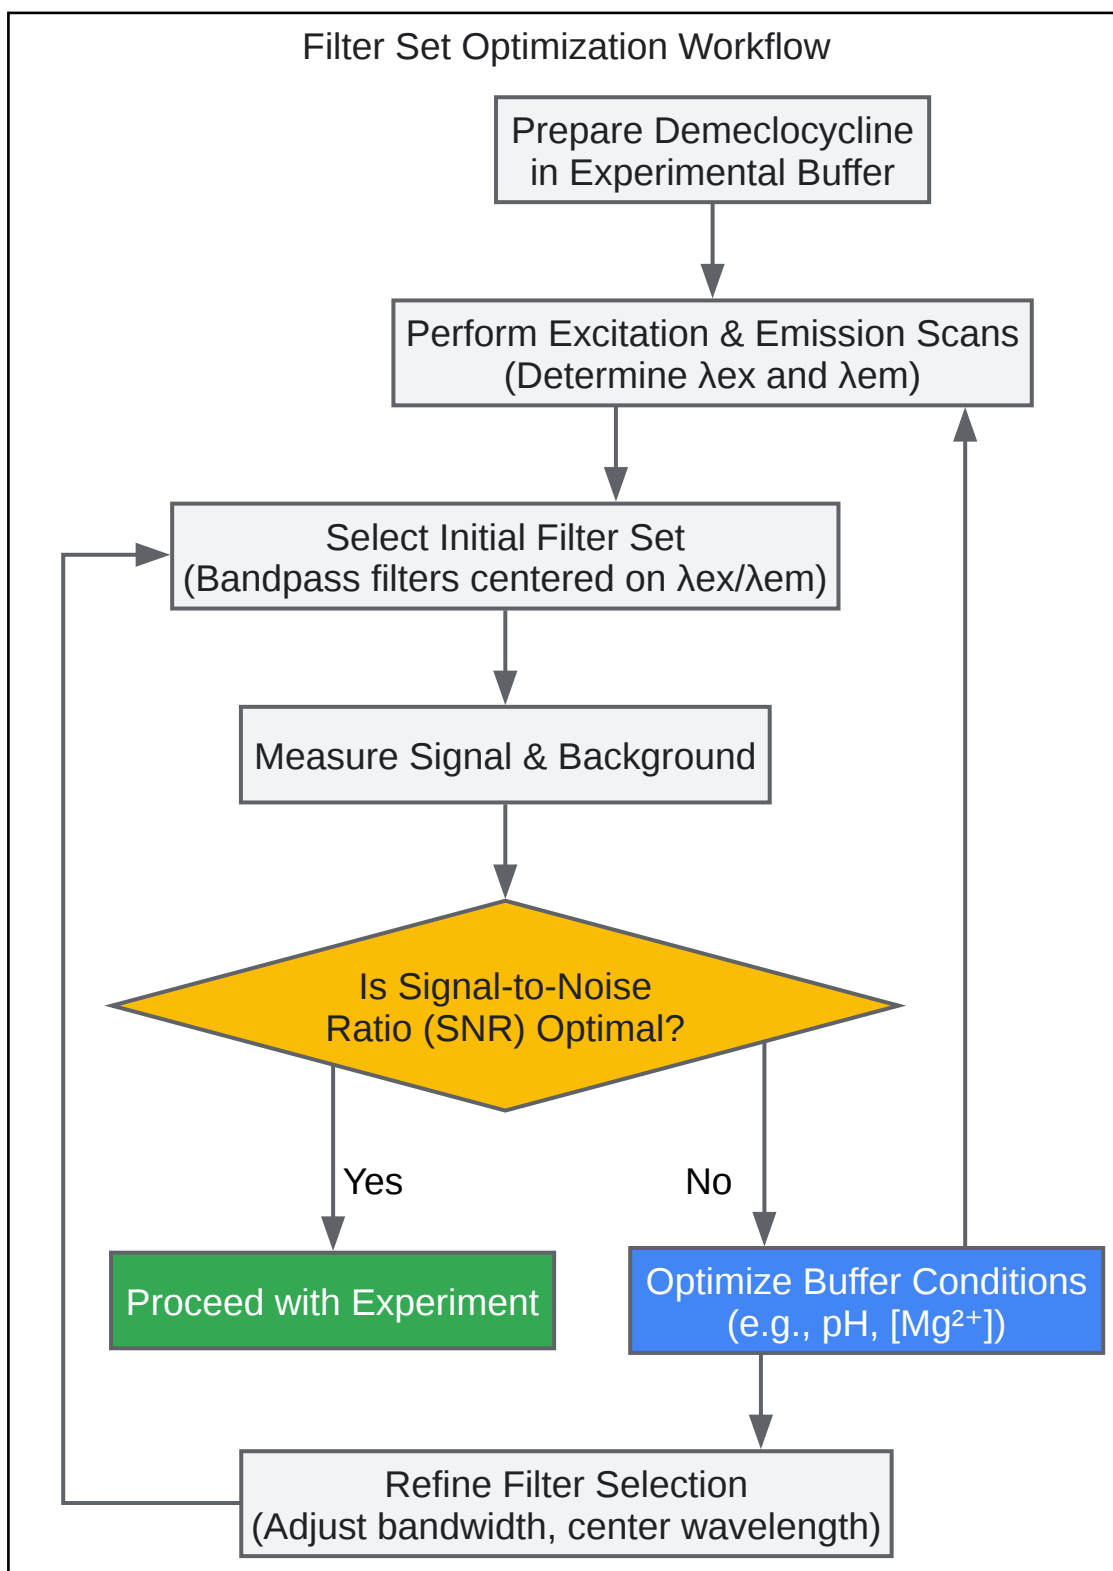 Filter Set Optimization Workflow
Prepare Demeclocycline
in Experimental Buffer
Perform Excitation & Emission Scans
(Determine λex and λem)
Select Initial Filter Set
(Bandpass filters centered on λex/λem)
Measure Signal & Background
Is Signal-to-Noise
Ratio (SNR) Optimal?
Yes
No
Proceed with Experiment
Optimize Buffer Conditions
(e.g., pH, [Mg²⁺])
Refine Filter Selection
(Adjust bandwidth, center wavelength)